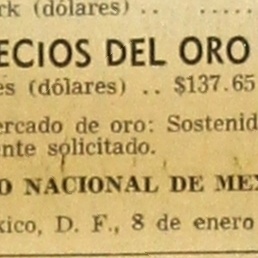 rk (dólares) .. .....
ECIOS DEL ORO
es (dólares) .. $137.65
ercado de oro: Sostenid
ente solicitado.
O NACIONAL DE MEX
xico, D. F., 8 de enero